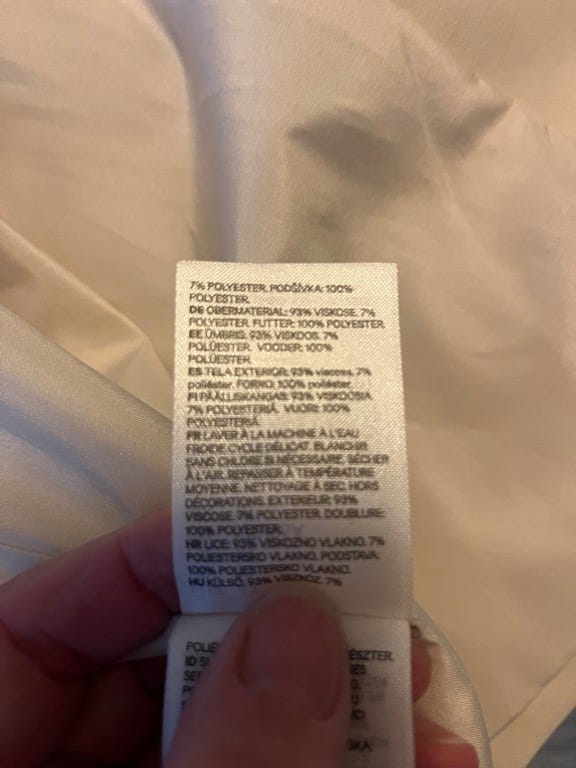 7% POLYESTER. PODŠÍVKA: 100%
POLYESTER.
DE OBERMATERIAL: 93% VISKOSE. 7%
POLYESTER. FUTTER: 100% POLYESTER.
EE ÜMBRIS: 93% VISKOOS. 7%
POLÜESTER. VOODER: 100%
POLÜESTER.
ES TELA EXTERIOR: 93% viscosa, 7%
poliéster. FORRO: 100% poliéster.
FI PÄÄLLISKANGAS: 93% VISKOOSIA
7% POLYESTERIÄ. VUORI: 100%
POLYESTERIÄ.
FR LAVER À LA MACHINE À L'EAU
FROIDE CYCLE DÉLICAT. BLANCHIR
SANS CHLORE SI NÉCESSAIRE. SÉCHER
À L'AIR. REPASSER À TEMPÉRATURE
MOYENNE. NETTOYAGE À SEC. HORS
DÉCORATIONS. EXTERIEUR: 93%
VISCOSE. 7% POLYESTER. DOUBLURE:
100% POLYESTER.
HR LICE: 93% VISKOZNO VLAKNO. 7%
POLIESTERSKO VLAKNO. PODSTAVA:
100% POLIESTERSKO VLAKNO.
HU KÜLSŐ: 93% VISZKÓZ. 7%
ID